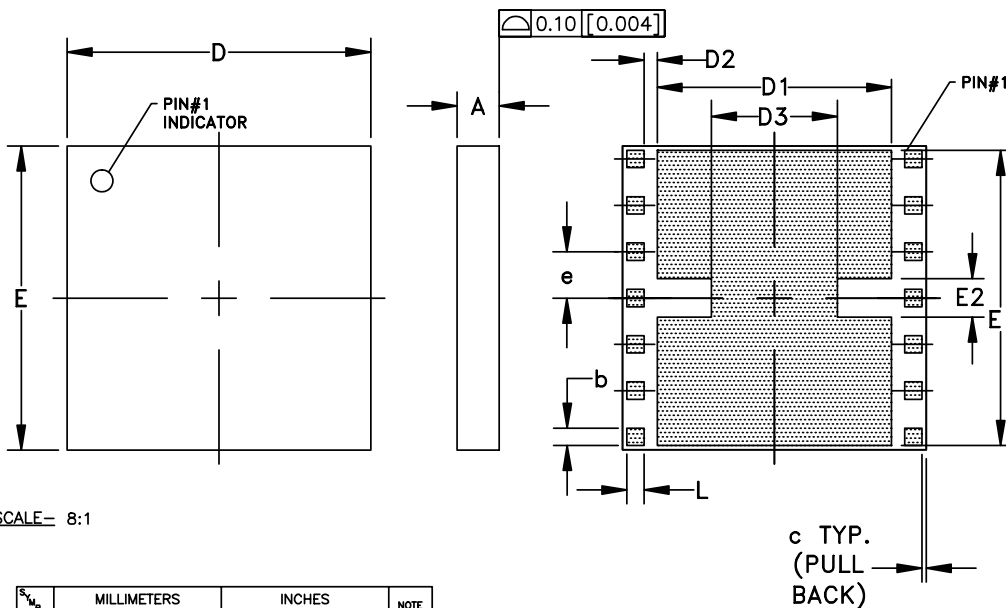 0.10 [0.004]
D
A
D2
D1
D3
PIN#1
PIN#1
INDICATOR
E
e
E2
E
b
L
SCALE- 8:1
c TYP.
(PULL
BACK)
MILLIMETERS INCHES NOTE